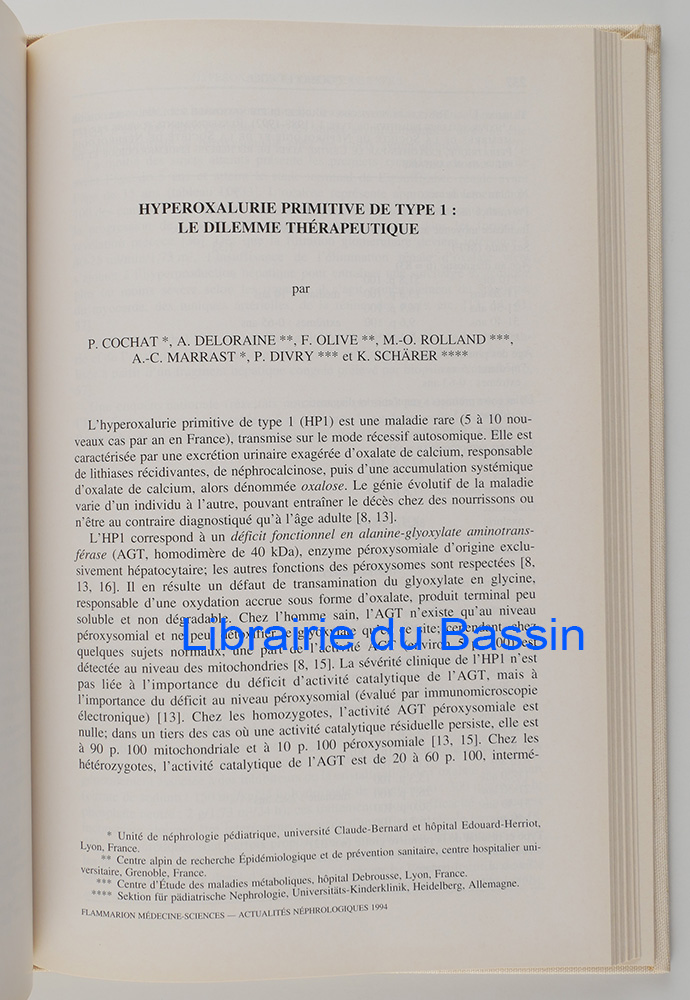 HYPEROXALURIE PRIMITIVE DE TYPE 1 :
LE DILEMME THÉRAPEUTIQUE
par
P. COCHAT *, A. DELORAINE **, F. OLIVE **, M.-O. ROLLAND ***,
A.-C. MARRAST *, P. DIVRY *** et K. SCHÄRER ****
L'hyperoxalurie primitive de type 1 (HP1) est une maladie rare (5 à 10 nou-
veaux cas par an en France), transmise sur le mode récessif autosomique. Elle est
caractérisée par une excrétion urinaire exagérée d'oxalate de calcium, responsable
de lithiases récidivantes, de néphrocalcinose, puis d'une accumulation systémique
d'oxalate de calcium, alors dénommée oxalose. Le génie évolutif de la maladie
varie d'un individu à l'autre, pouvant entraîner le décès chez des nourrissons ou
n'être au contraire diagnostiqué qu'à l'âge adulte [8, 13].
L'HP1 correspond à un déficit fonctionnel en alanine-glyoxylate aminotrans-
férase (AGT, homodimère de 40 kDa), enzyme péroxysomiale d'origine exclu-
sivement hépatocytaire; les autres fonctions des péroxysomes sont respectées [8,
13, 16]. Il en résulte un défaut de transamination du glyoxylate en glycine,
responsable d'une oxydation accrue sous forme d'oxalate, produit terminal peu
soluble et non dégradable. Chez l'homme sain, l'AGT n'existe qu'au niveau
péroxysomial et ne peut détoxifier le glyoxylate qu'en ce site; cependant, chez
quelques sujets normaux, une part de l'activité AGT est
détectée au niveau des mitochondries [8, 15]. La sévérité clinique de l'HP1 n'est
pas liée à l'importance du déficit d'activité catalytique de l'AGT, mais à
l'importance du déficit au niveau péroxysomial (évalué par immunomicroscopie
électronique) [13]. Chez les homozygotes, l'activité AGT péroxysomiale est
nulle; dans un tiers des cas où une activité catalytique résiduelle persiste, elle est
à 90 p. 100 mitochondriale et à 10 p. 100 péroxysomiale [13, 15]. Chez les
hétérozygotes, l'activité catalytique de l'AGT est de 20 à 60 p. 100, intermé-
Librairie du Bassin
* Unité de néphrologie pédiatrique, université Claude-Bernard et hôpital Edouard-Herriot,
Lyon, France.
** Centre alpin de recherche Épidémiologique et de prévention sanitaire, centre hospitalier uni-
versitaire, Grenoble, France.
*** Centre d'Étude des maladies métaboliques, hôpital Debrousse, Lyon, France.
**** Sektion für pädiatrische Nephrologie, Universitäts-Kinderklinik, Heidelberg, Allemagne.
FLAMMARION MÉDECINE-SCIENCES — ACTUALITÉS NÉPHROLOGIQUES 1994